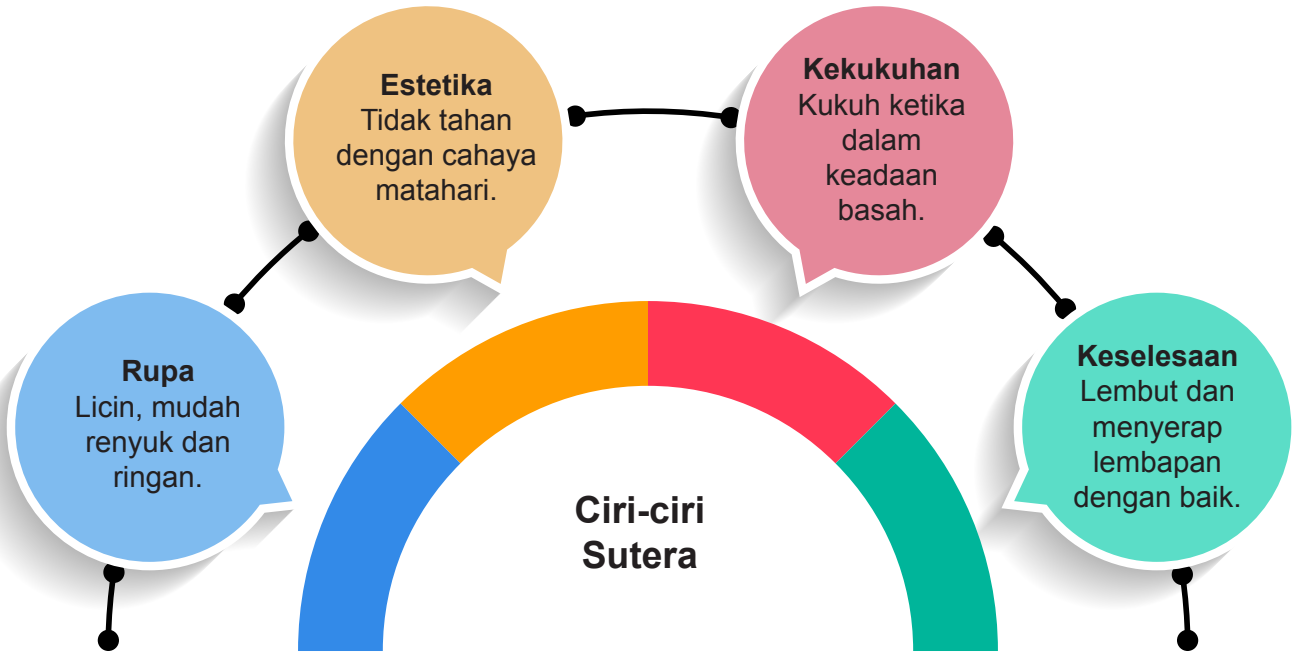 Estetika
Tidak tahan
dengan cahaya
matahari.
Kekukuhan
Kukuh ketika
dalam
keadaan
basah.
Rupa
Licin, mudah
renyuk dan
ringan.
Keselesaan
Lembut dan
menyerap
lembapan
dengan baik.
Ciri-ciri
Sutera